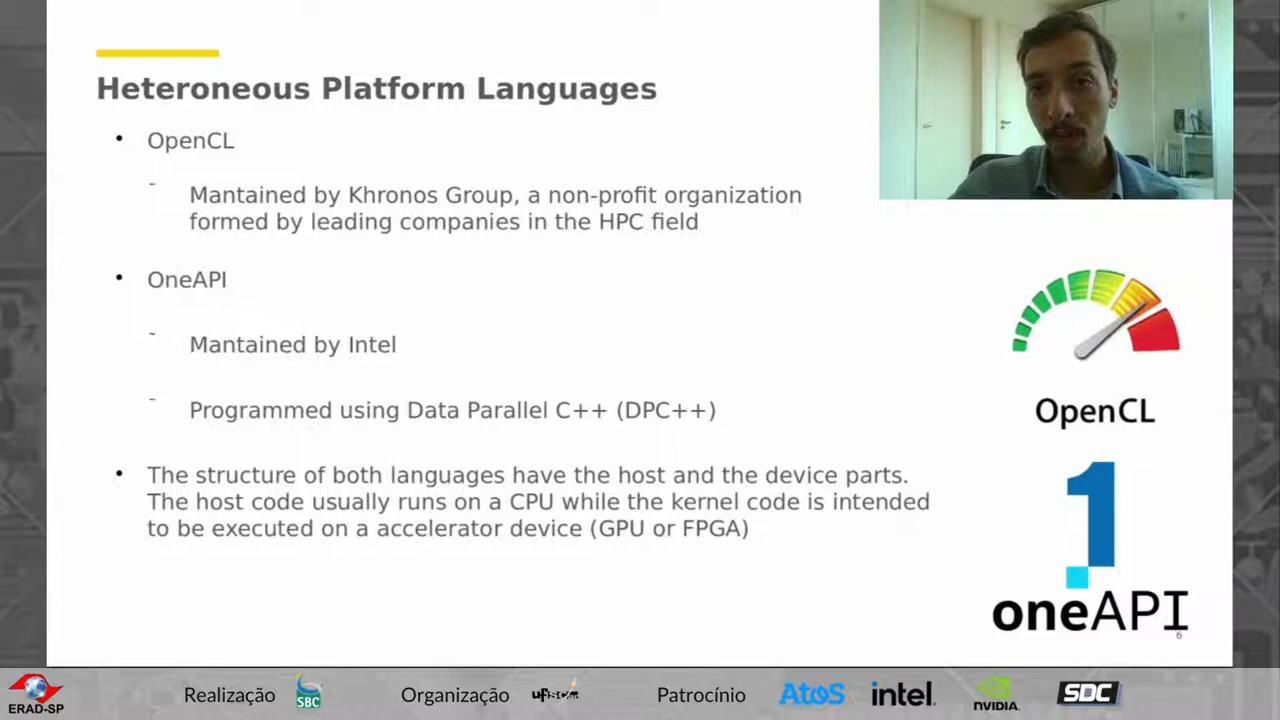 Heteroneous Platform Languages
• OpenCL
- Mantained by Khronos Group, a non-profit organization
formed by leading companies in the HPC field
• OneAPI
- Mantained by Intel
- Programmed using Data Parallel C++ (DPC++)
• The structure of both languages have the host and the device parts.
The host code usually runs on a CPU while the kernel code is intended
to be executed on a accelerator device (GPU or FPGA)
OpenCL
1
oneAPI
6
ERAD-SP
Realização
SBC
Organização
ufscar
Patrocínio
Atos
intel.
NVIDIA.
SDC